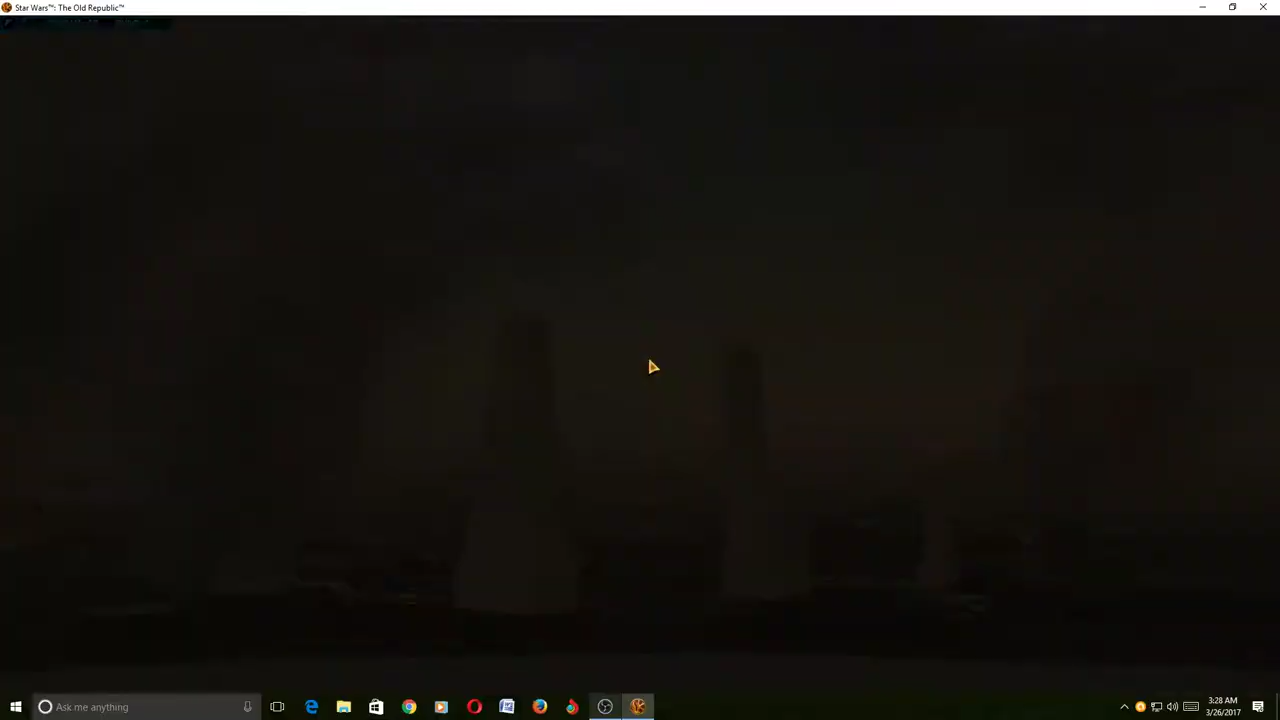 Star Wars™: The Old Republic™
Ask me anything
3:28 AM
3/26/2017